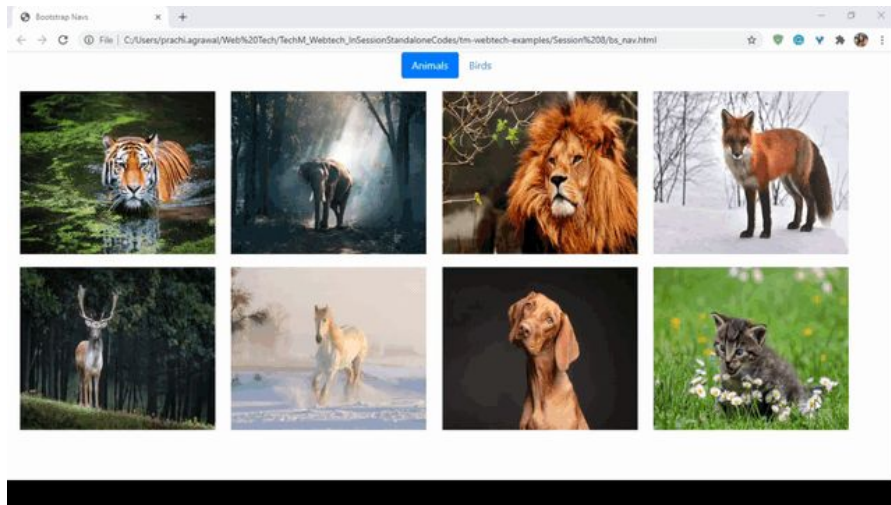 Bootstrap Navs
File | C:/Users/prachi.agrawal/Web%20Tech/TechM_Webtech_InSessionStandaloneCodes/tm-webtech-examples/Session%208/bs_nav.html
Animals Birds